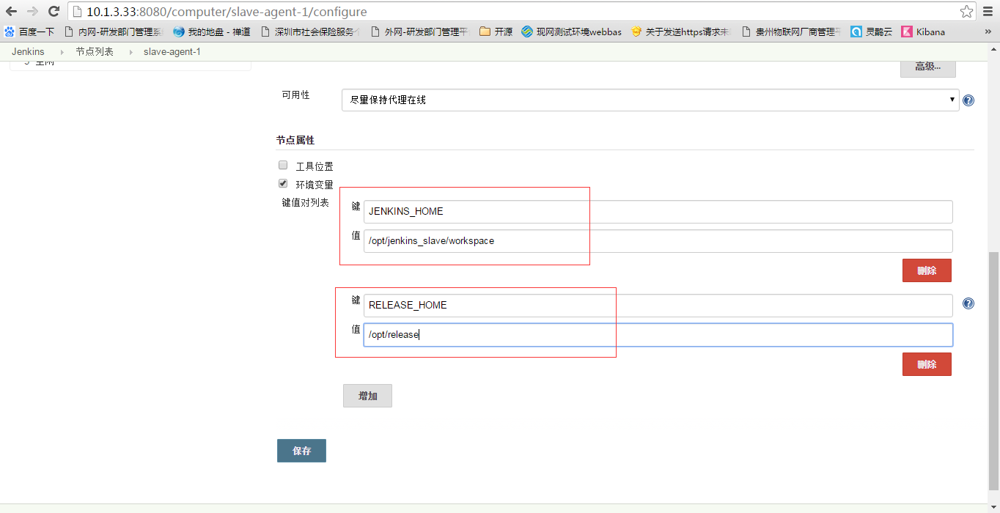 10.1.3.33:8080/computer/slave-agent-1/configure
百度一下 内网-研发部门管理系 我的地盘 - 禅道 深圳市社会保险服务 外网-研发部门管理平 开源 现网测试环境webbas 关于发送https请求未 贵州物联网厂商管理平 灵鹊云 Kibana »
Jenkins 节点列表 slave-agent-1
5 空闲
高级...
可用性 尽量保持代理在线
节点属性
工具位置
环境变量
键值对列表 键 JENKINS_HOME
值 /opt/jenkins_slave/workspace
删除
键 RELEASE_HOME
值 /opt/release
删除
增加
保存